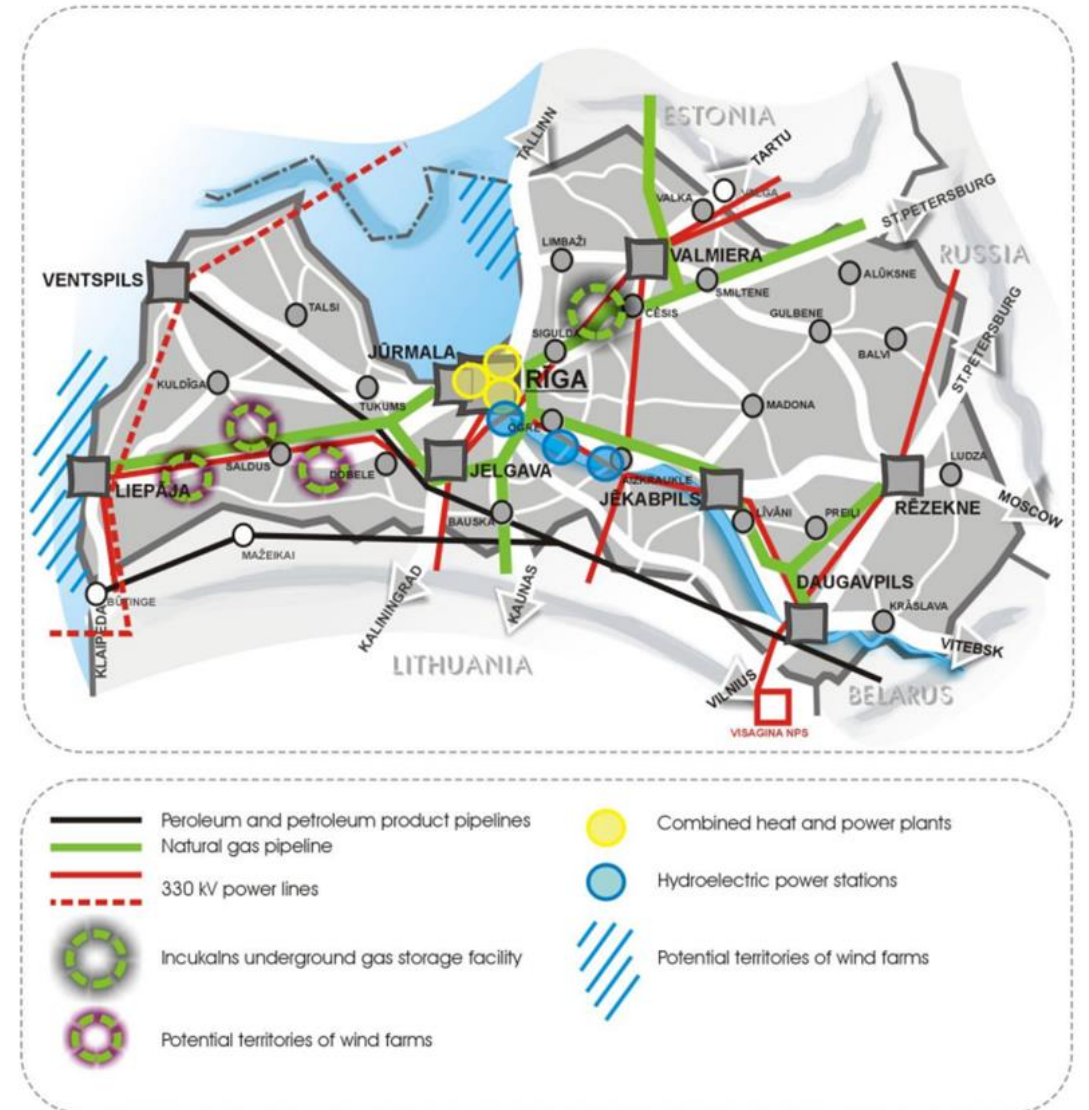 ESTONIA
TALLINN
TARTU
VALKA
VALGA
ST.PETERSBURG
LIMBAŽI
VALMIERA
RUSSIA
VENTSPILS
ALŪKSNE
SMILTENE
TALSI
CĒSIS
GULBENE
ST.PETERSBURG
SIGULDA
BALVI
JŪRMALA
RĪGA
KULDĪGA
TUKUMS
MADONA
OGRE
SALDUS
DOBELE
JELGAVA
AIZKRAUKLE
LUDZA
LIEPĀJA
JĒKABPILS
RĒZEKNE
MOSCOW
BAUSKA
LĪVĀNI
PREIĻI
MAŽEIKAI
DAUGAVPILS
BŪTINGE
KRĀSLAVA
KLAIPĒDA
KALININGRAD
KAUNAS
VITEBSK
LITHUANIA
VILNIUS
BELARUS
VISAGINA NPS
Peroleum and petroleum product pipelines
Natural gas pipeline
330 kV power lines
Incukalns underground gas storage facility
Potential territories of wind farms
Combined heat and power plants
Hydroelectric power stations
Potential territories of wind farms